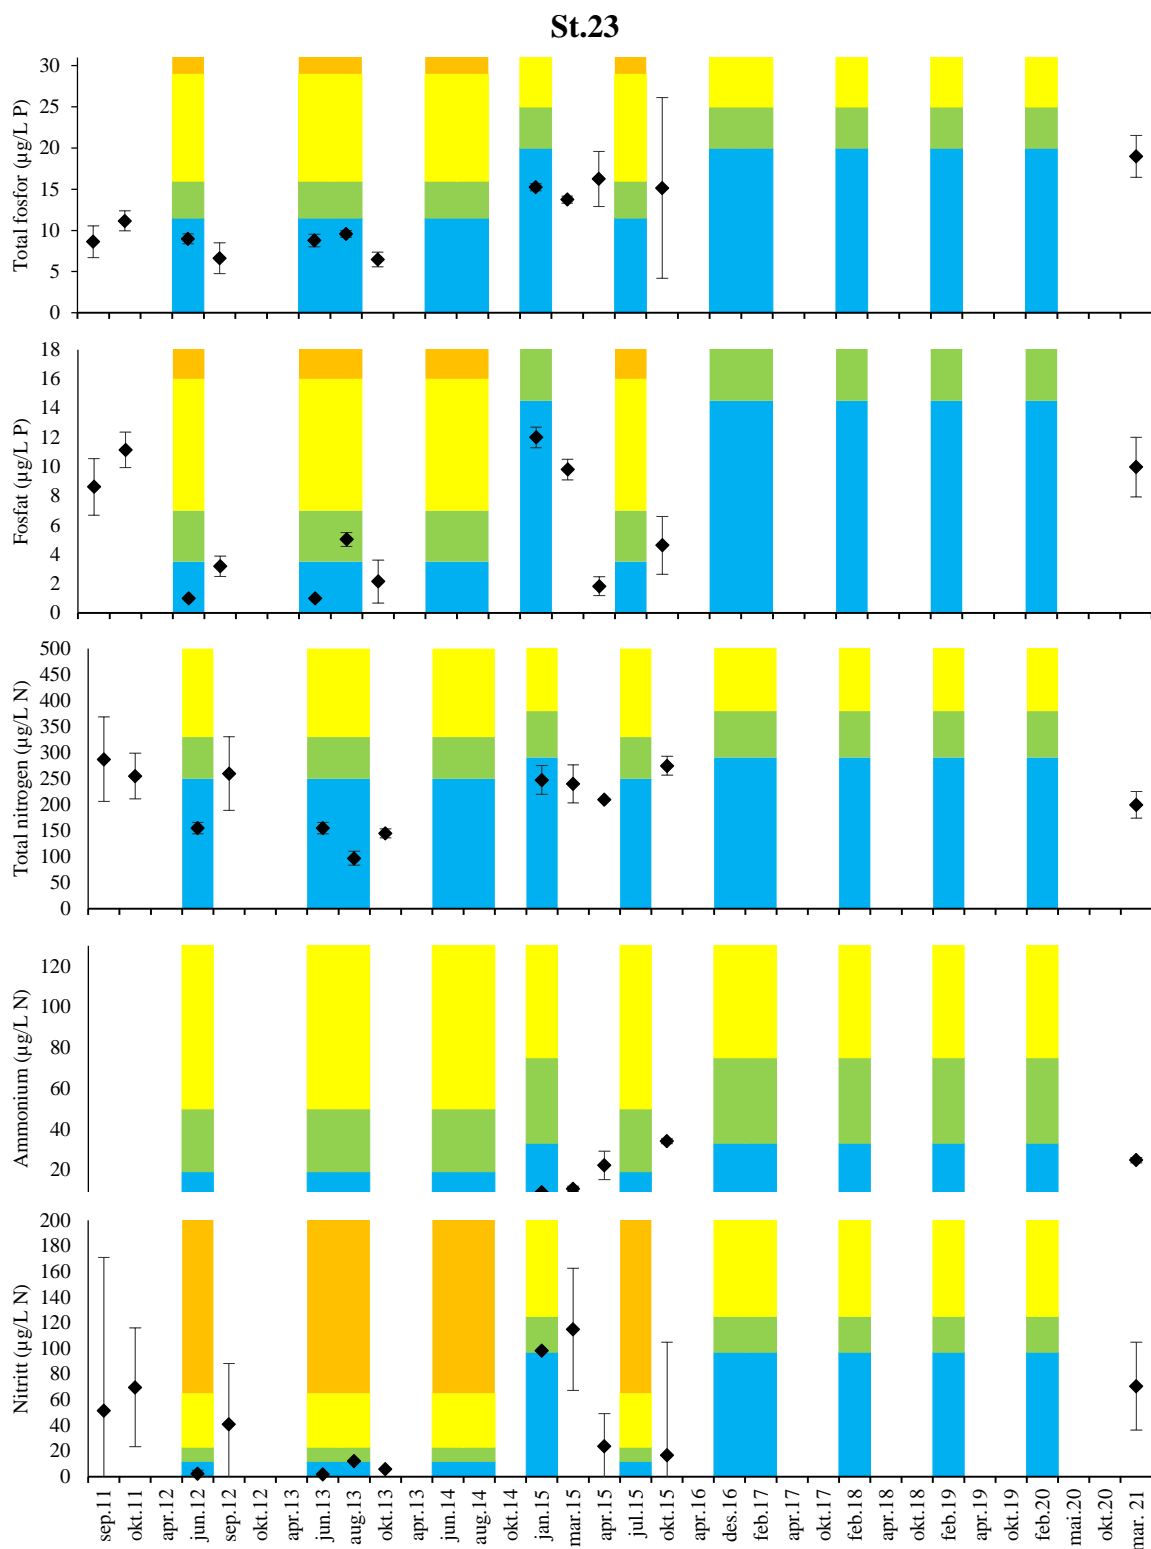 St.23
Total fosfor (µg/L P)
30
25
20
15
10
5
0
Fosfat (µg/L P)
18
16
14
12
10
8
6
4
2
0
Total nitrogen (µg/L N)
500
450
400
350
300
250
200
150
100
50
0
Ammonium (µg/L N)
120
100
80
60
40
20
Nitritt (µg/L N)
200
180
160
140
120
100
80
60
40
20
0
sep.11
okt.11
apr.12
jun.12
sep.12
okt.12
apr.13
jun.13
aug.13
okt.13
apr.13
jun.14
aug.14
okt.14
jan.15
mar.15
apr.15
jul.15
okt.15
apr.16
des.16
feb.17
apr.17
okt.17
feb.18
apr.18
okt.18
feb.19
apr.19
okt.19
feb.20
mai.20
okt.20
mar. 21